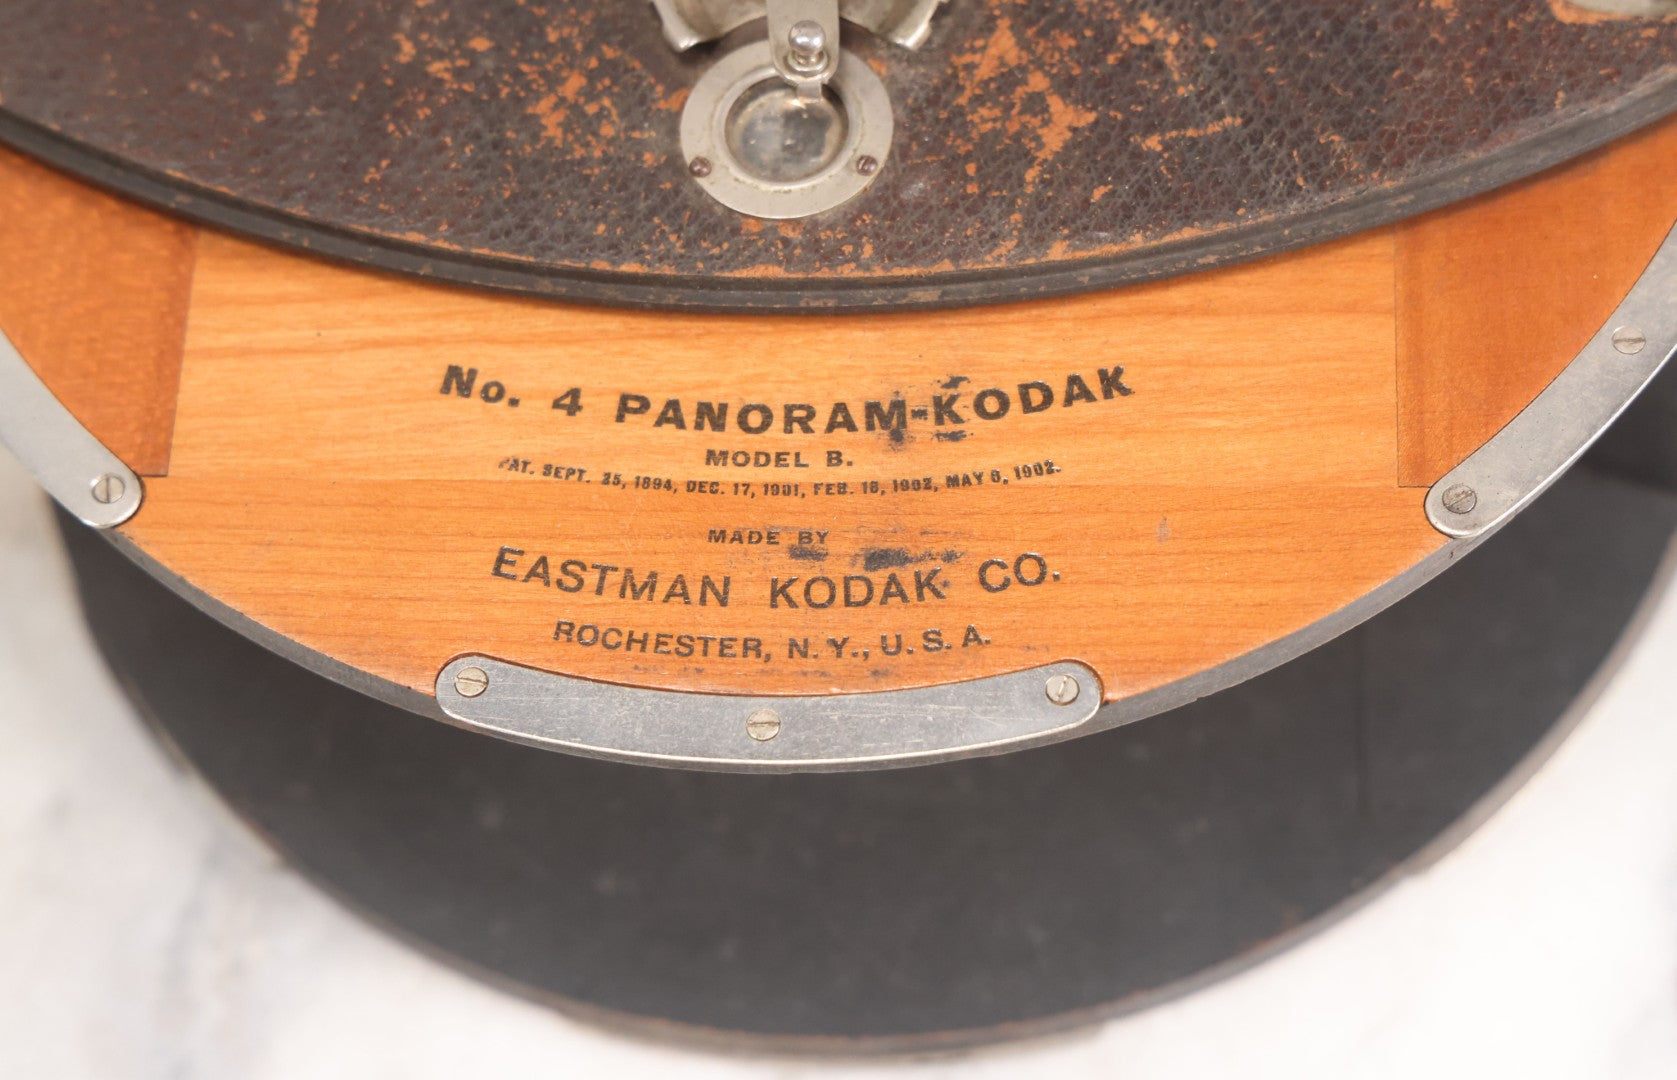 No. 4 PANORAM-KODAK
MODEL B.
PAT. SEPT. 25, 1894, DEC. 17, 1901, FEB. 18, 1902, MAY 6, 1902.
MADE BY
EASTMAN KODAK CO.
ROCHESTER, N. Y., U. S. A.